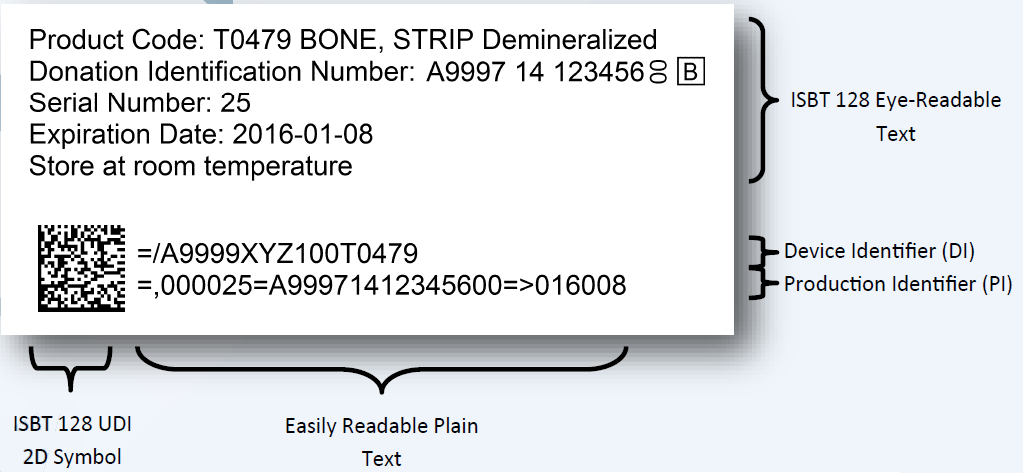 Product Code: T0479 BONE, STRIP Demineralized
Donation Identification Number: A9997 14 123456 00 B
Serial Number: 25
Expiration Date: 2016-01-08
Store at room temperature
ISBT 128 Eye-Readable
Text
=/A9999XYZ100T0479
=,000025=A99971412345600=>016008
Device Identifier (DI)
Production Identifier (PI)
ISBT 128 UDI
2D Symbol
Easily Readable Plain
Text